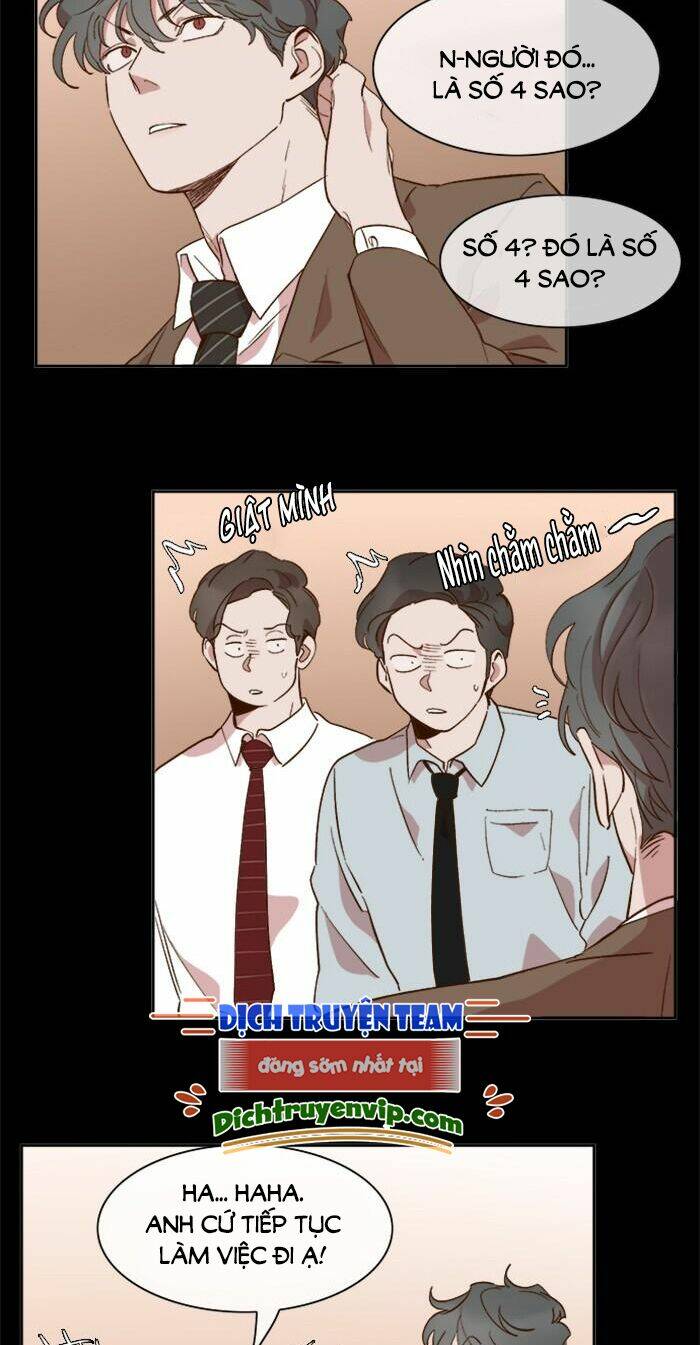 N-NGƯỜI ĐÓ...
LÀ SỐ 4 SAO?
SỐ 4? ĐÓ LÀ SỐ
4 SAO?
GIẬT MÌNH
Nhìn chằm chằm
DỊCH TRUYỆN TEAM
đăng sớm nhất tại
Dichtruyenvip.com
HA... HAHA.
ANH CỨ TIẾP TỤC
LÀM VIỆC ĐI Ạ!